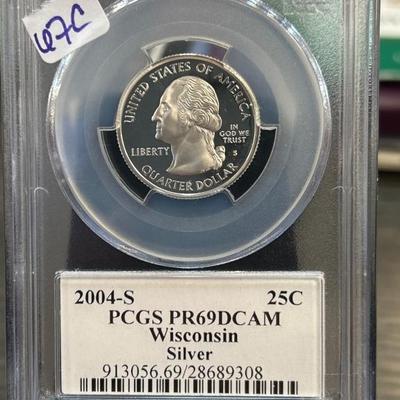 67C
UNITED STATES OF AMERICA
LIBERTY
IN
GOD WE
TRUST
S
QUARTER DOLLAR
2004-S 25C
PCGS PR69DCAM
Wisconsin
Silver
913056.69/28689308